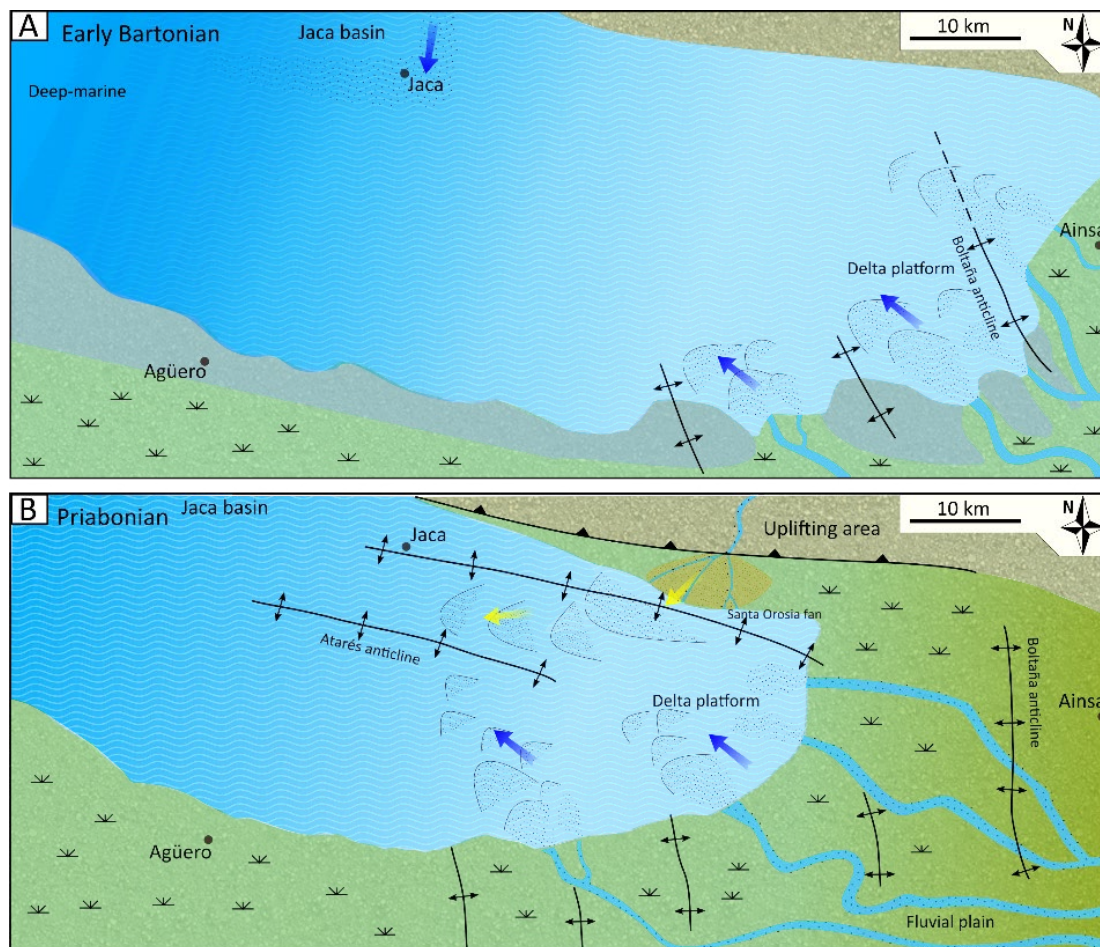 A
Early Bartonian
Jaca basin
10 km
N
Jaca
Deep-marine
Ainsa
Boltaña anticline
Delta platform
Agüero
B
Priabonian
Jaca basin
10 km
N
Uplifting area
Jaca
Santa Orosia fan
Atarés anticline
Boltaña anticline
Delta platform
Ainsa
Agüero
Fluvial plain